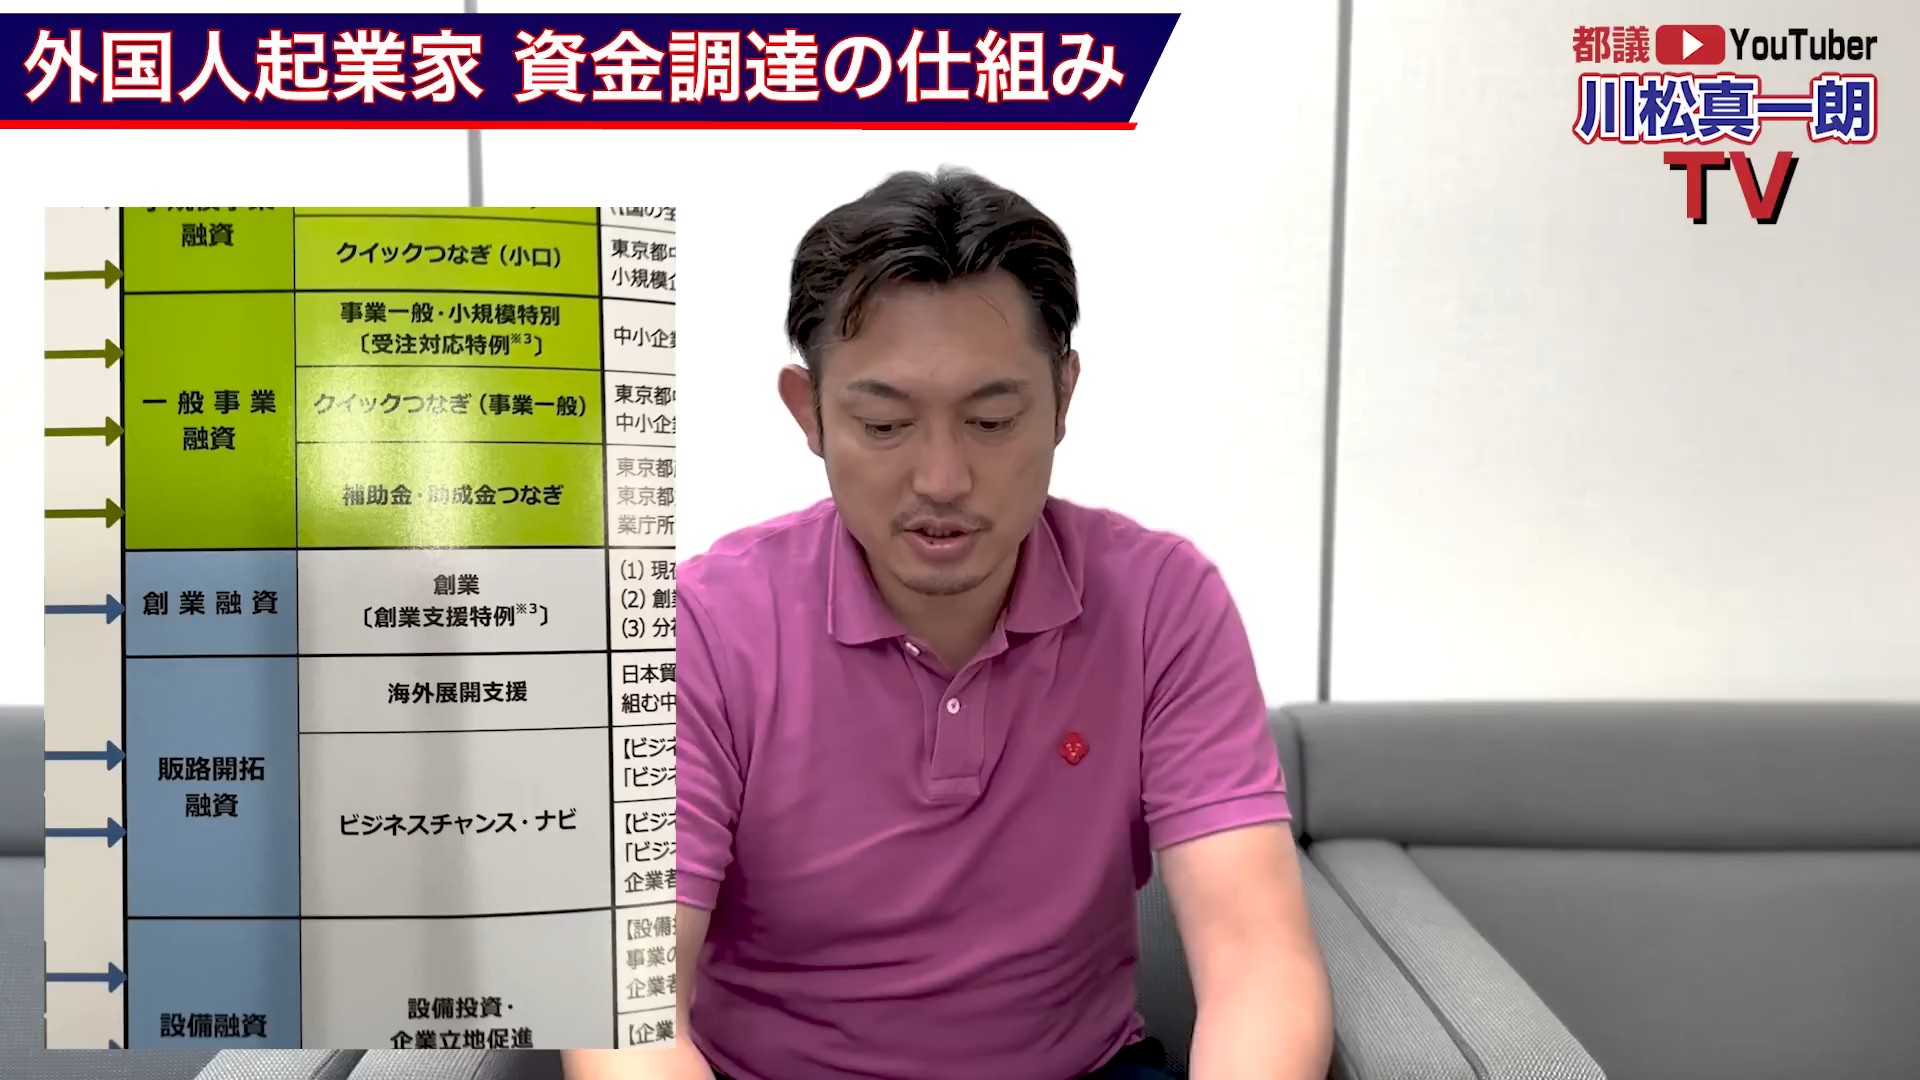 外国人起業家 資金調達の仕組み
都議 YouTuber
川松真一朗
TV
融資
クイックつなぎ（小口）
東京都
小規模
事業一般・小規模特別
〔受注対応特例※3〕
中小企
一般事業
融資
クイックつなぎ（事業一般）
東京都
中小企
補助金・助成金つなぎ
東京都
東京都
業庁所
創業融資
創業
〔創業支援特例※3〕
(1) 現
(2) 創
(3) 分
海外展開支援
日本貿
組む中
販路開拓
融資
ビジネスチャンス・ナビ
【ビジネ
「ビジネ
【ビジ
「ビジ
企業者
設備融資
設備投資・
企業立地促進
【設備
事業の
企業者
【企業